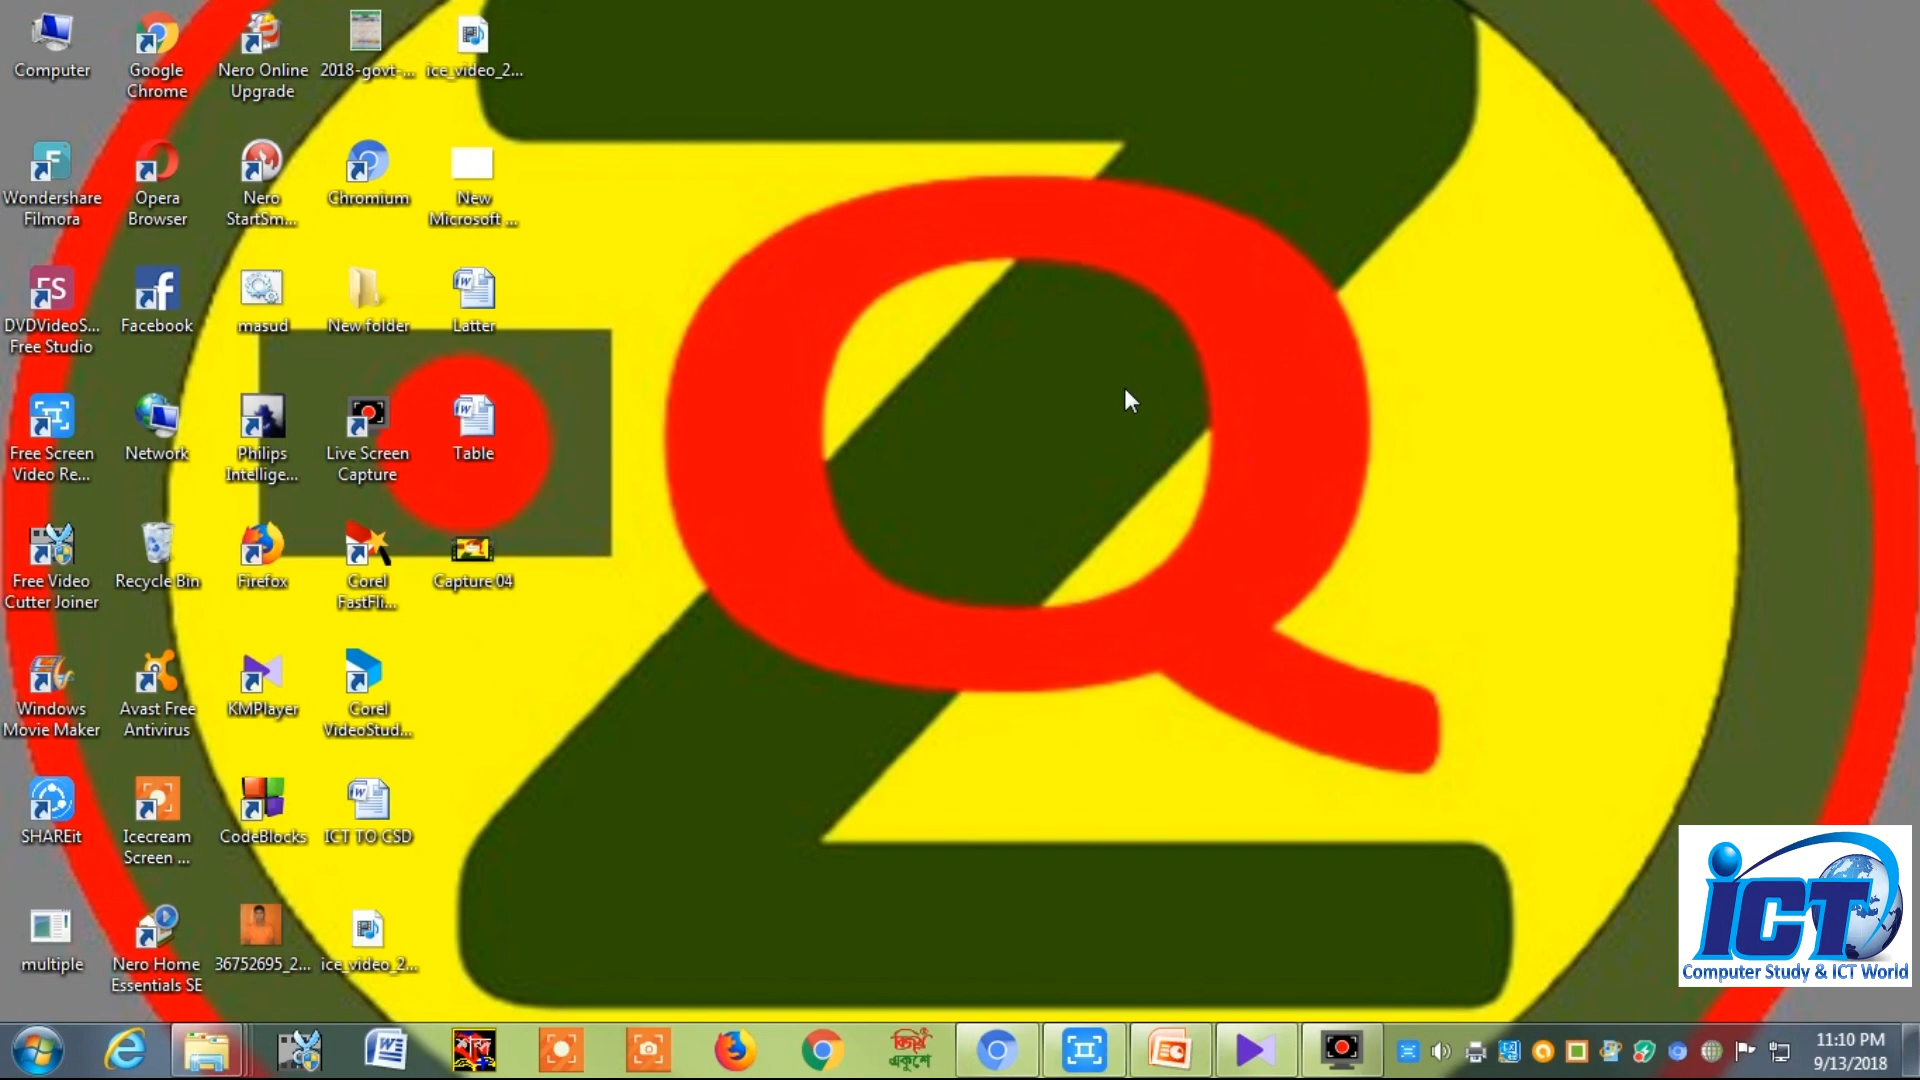 Computer
Google
Chrome
Nero Online
Upgrade
2018-govt-...
ice_video_2...
Wondershare
Filmora
Opera
Browser
Nero
StartSm...
Chromium
New
Microsoft ...
DVDVideoS...
Free Studio
Facebook
masud
New folder
Latter
Free Screen
Video Re...
Network
Philips
Intellige...
Live Screen
Capture
Table
Free Video
Cutter Joiner
Recycle Bin
Firefox
Corel
FastFli...
Capture 04
Windows
Movie Maker
Avast Free
Antivirus
KMPlayer
Corel
VideoStud...
SHAREit
Icecream
Screen ...
CodeBlocks
ICT TO CSD
multiple
Nero Home
Essentials SE
36752695_2...
ice_video_2...
ZQ
iCT
Computer Study & ICT World
শব্দ
বিজয়
একুশে
11:10 PM
9/13/2018